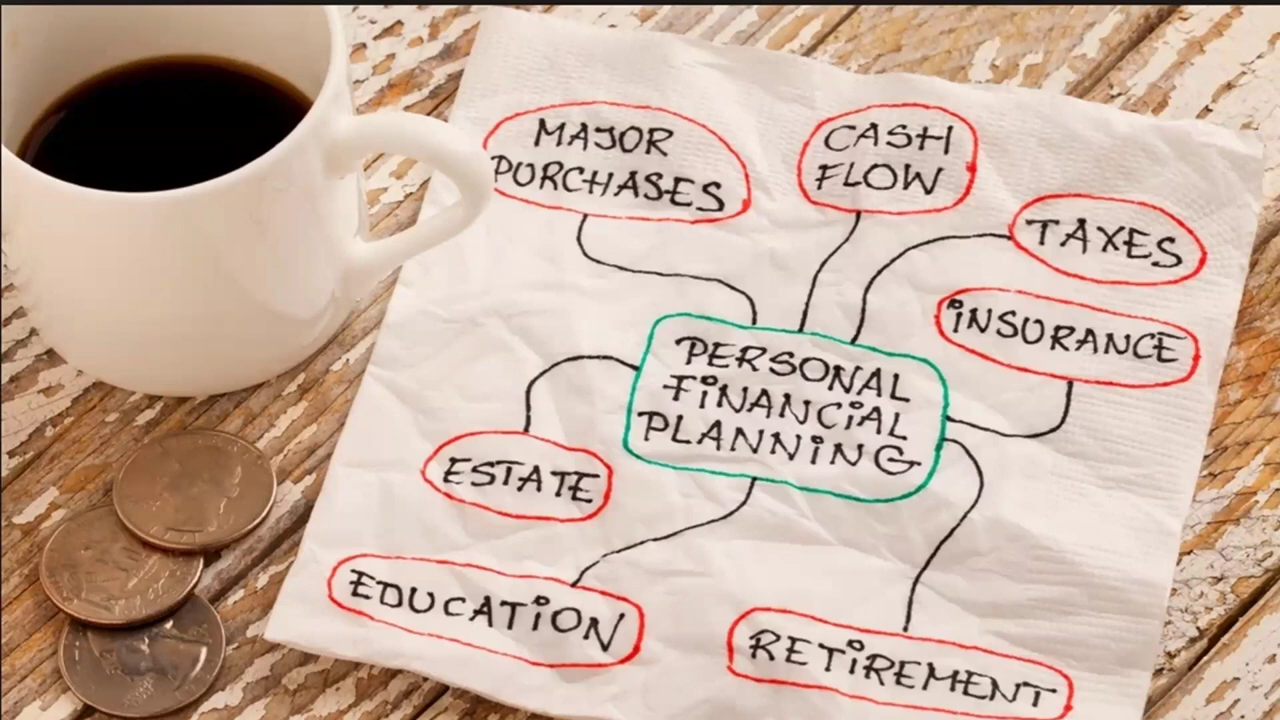 MAJOR
PURCHASES
CASH
FLOW
TAXES
iNSURANCE
PERSONAL
FiNANCiAL
PLANNiNG
ESTATE
EDUCATiON
RETiREMENT